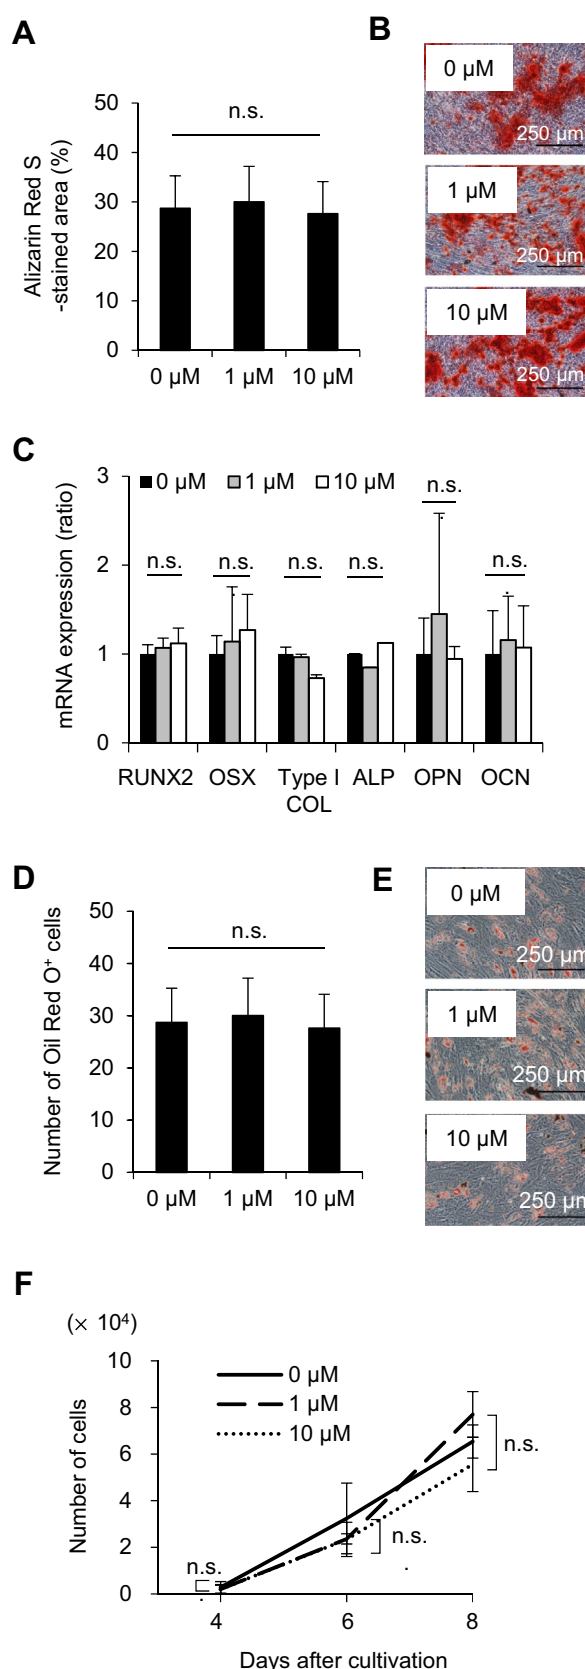 A
Alizarin Red S
-stained area (%)
50
40
30
20
10
0
n.s.
0 µM
1 µM
10 µM
B
0 µM
250 µm
1 µM
250 µm
10 µM
250 µm
C
mRNA expression (ratio)
3
2
1
0
0 µM
1 µM
10 µM
n.s.
n.s.
n.s.
n.s.
n.s.
n.s.
RUNX2
OSX
Type I
COL
ALP
OPN
OCN
D
Number of Oil Red O⁺ cells
50
40
30
20
10
0
n.s.
0 µM
1 µM
10 µM
E
0 µM
250 µm
1 µM
250 µm
10 µM
250 µm
F
(× 10⁴)
Number of cells
10
8
6
4
2
0
0 µM
1 µM
10 µM
n.s.
n.s.
n.s.
4
6
8
Days after cultivation